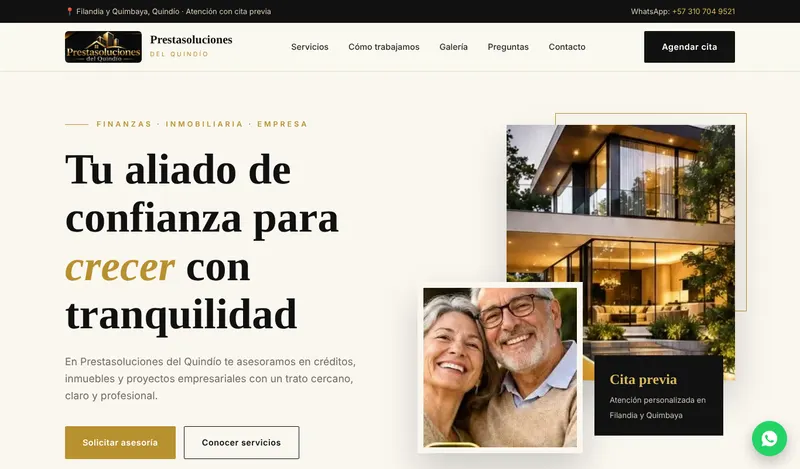 Filandia y Quimbaya, Quindío · Atención con cita previa
WhatsApp: +57 310 704 9521
Prestasoluciones
del Quindío
Prestasoluciones
DEL QUINDÍO
Servicios
Cómo trabajamos
Galería
Preguntas
Contacto
Agendar cita
FINANZAS · INMOBILIARIA · EMPRESA
Tu aliado de
confianza para
crecer con
tranquilidad
En Prestasoluciones del Quindío te asesoramos en créditos,
inmuebles y proyectos empresariales con un trato cercano,
claro y profesional.
Solicitar asesoría
Conocer servicios
Cita previa
Atención personalizada en
Filandia y Quimbaya